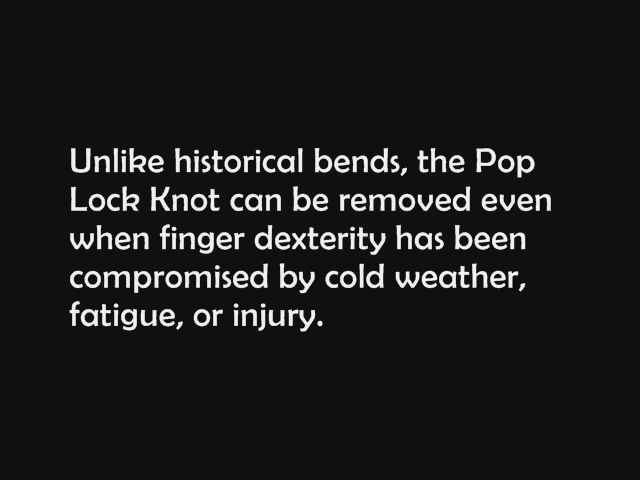 Unlike historical bends, the Pop
Lock Knot can be removed even
when finger dexterity has been
compromised by cold weather,
fatigue, or injury.